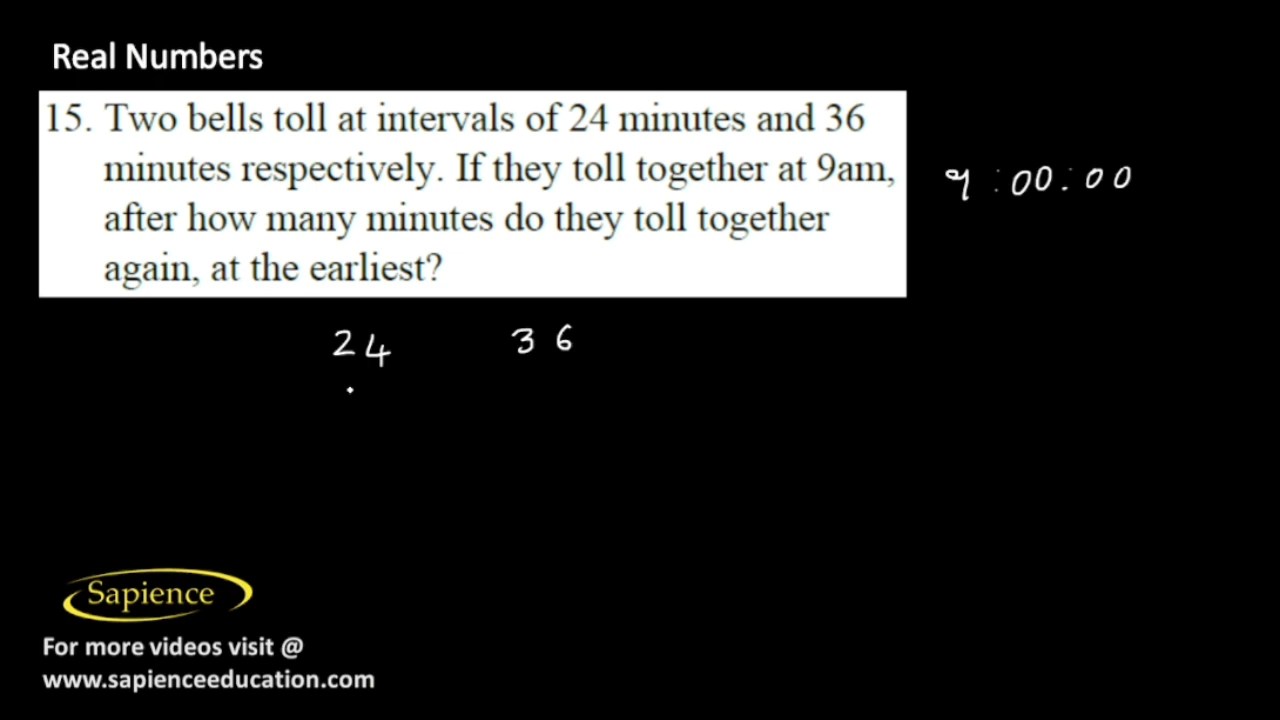 Real Numbers
15. Two bells toll at intervals of 24 minutes and 36
minutes respectively. If they toll together at 9am,
after how many minutes do they toll together
again, at the earliest?
9:00:00
24 36
Sapience
For more videos visit @
www.sapienceeducation.com